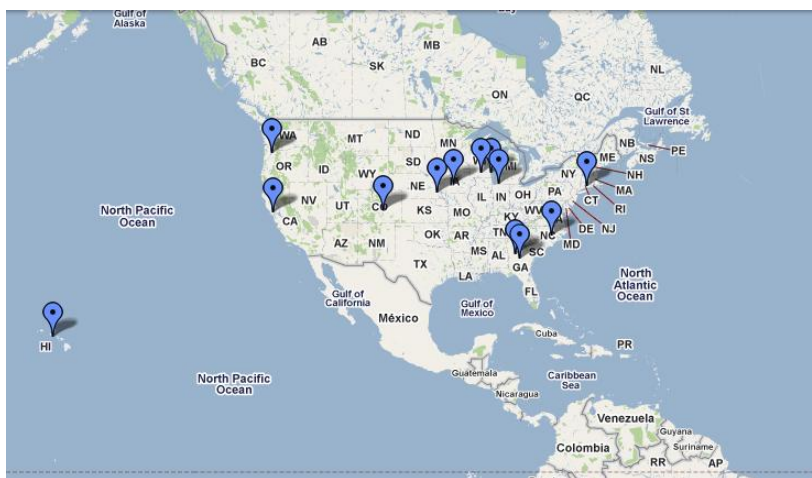 Gulf of
Alaska
Bay
AB
MB
BC
SK
NL
ON
QC
Gulf of St
Lawrence
WA
MT
ND
MN
NB
PE
ME
NS
OR
ID
SD
WY
MI
NY
NH
MA
NE
IA
PA
CT
RI
NV
UT
CO
IL
IN
OH
KS
MO
WV
KY
DE
NJ
MD
CA
AZ
NM
OK
AR
TN
NC
SC
MS
AL
GA
TX
LA
FL
North Pacific
Ocean
North
Atlantic
Ocean
Gulf of
California
Gulf of
Mexico
México
Cuba
PR
HI
North Pacific
Ocean
Guatemala
Caribbean
Sea
Nicaragua
Venezuela
Guyana
Suriname
Colombia
RR
AP